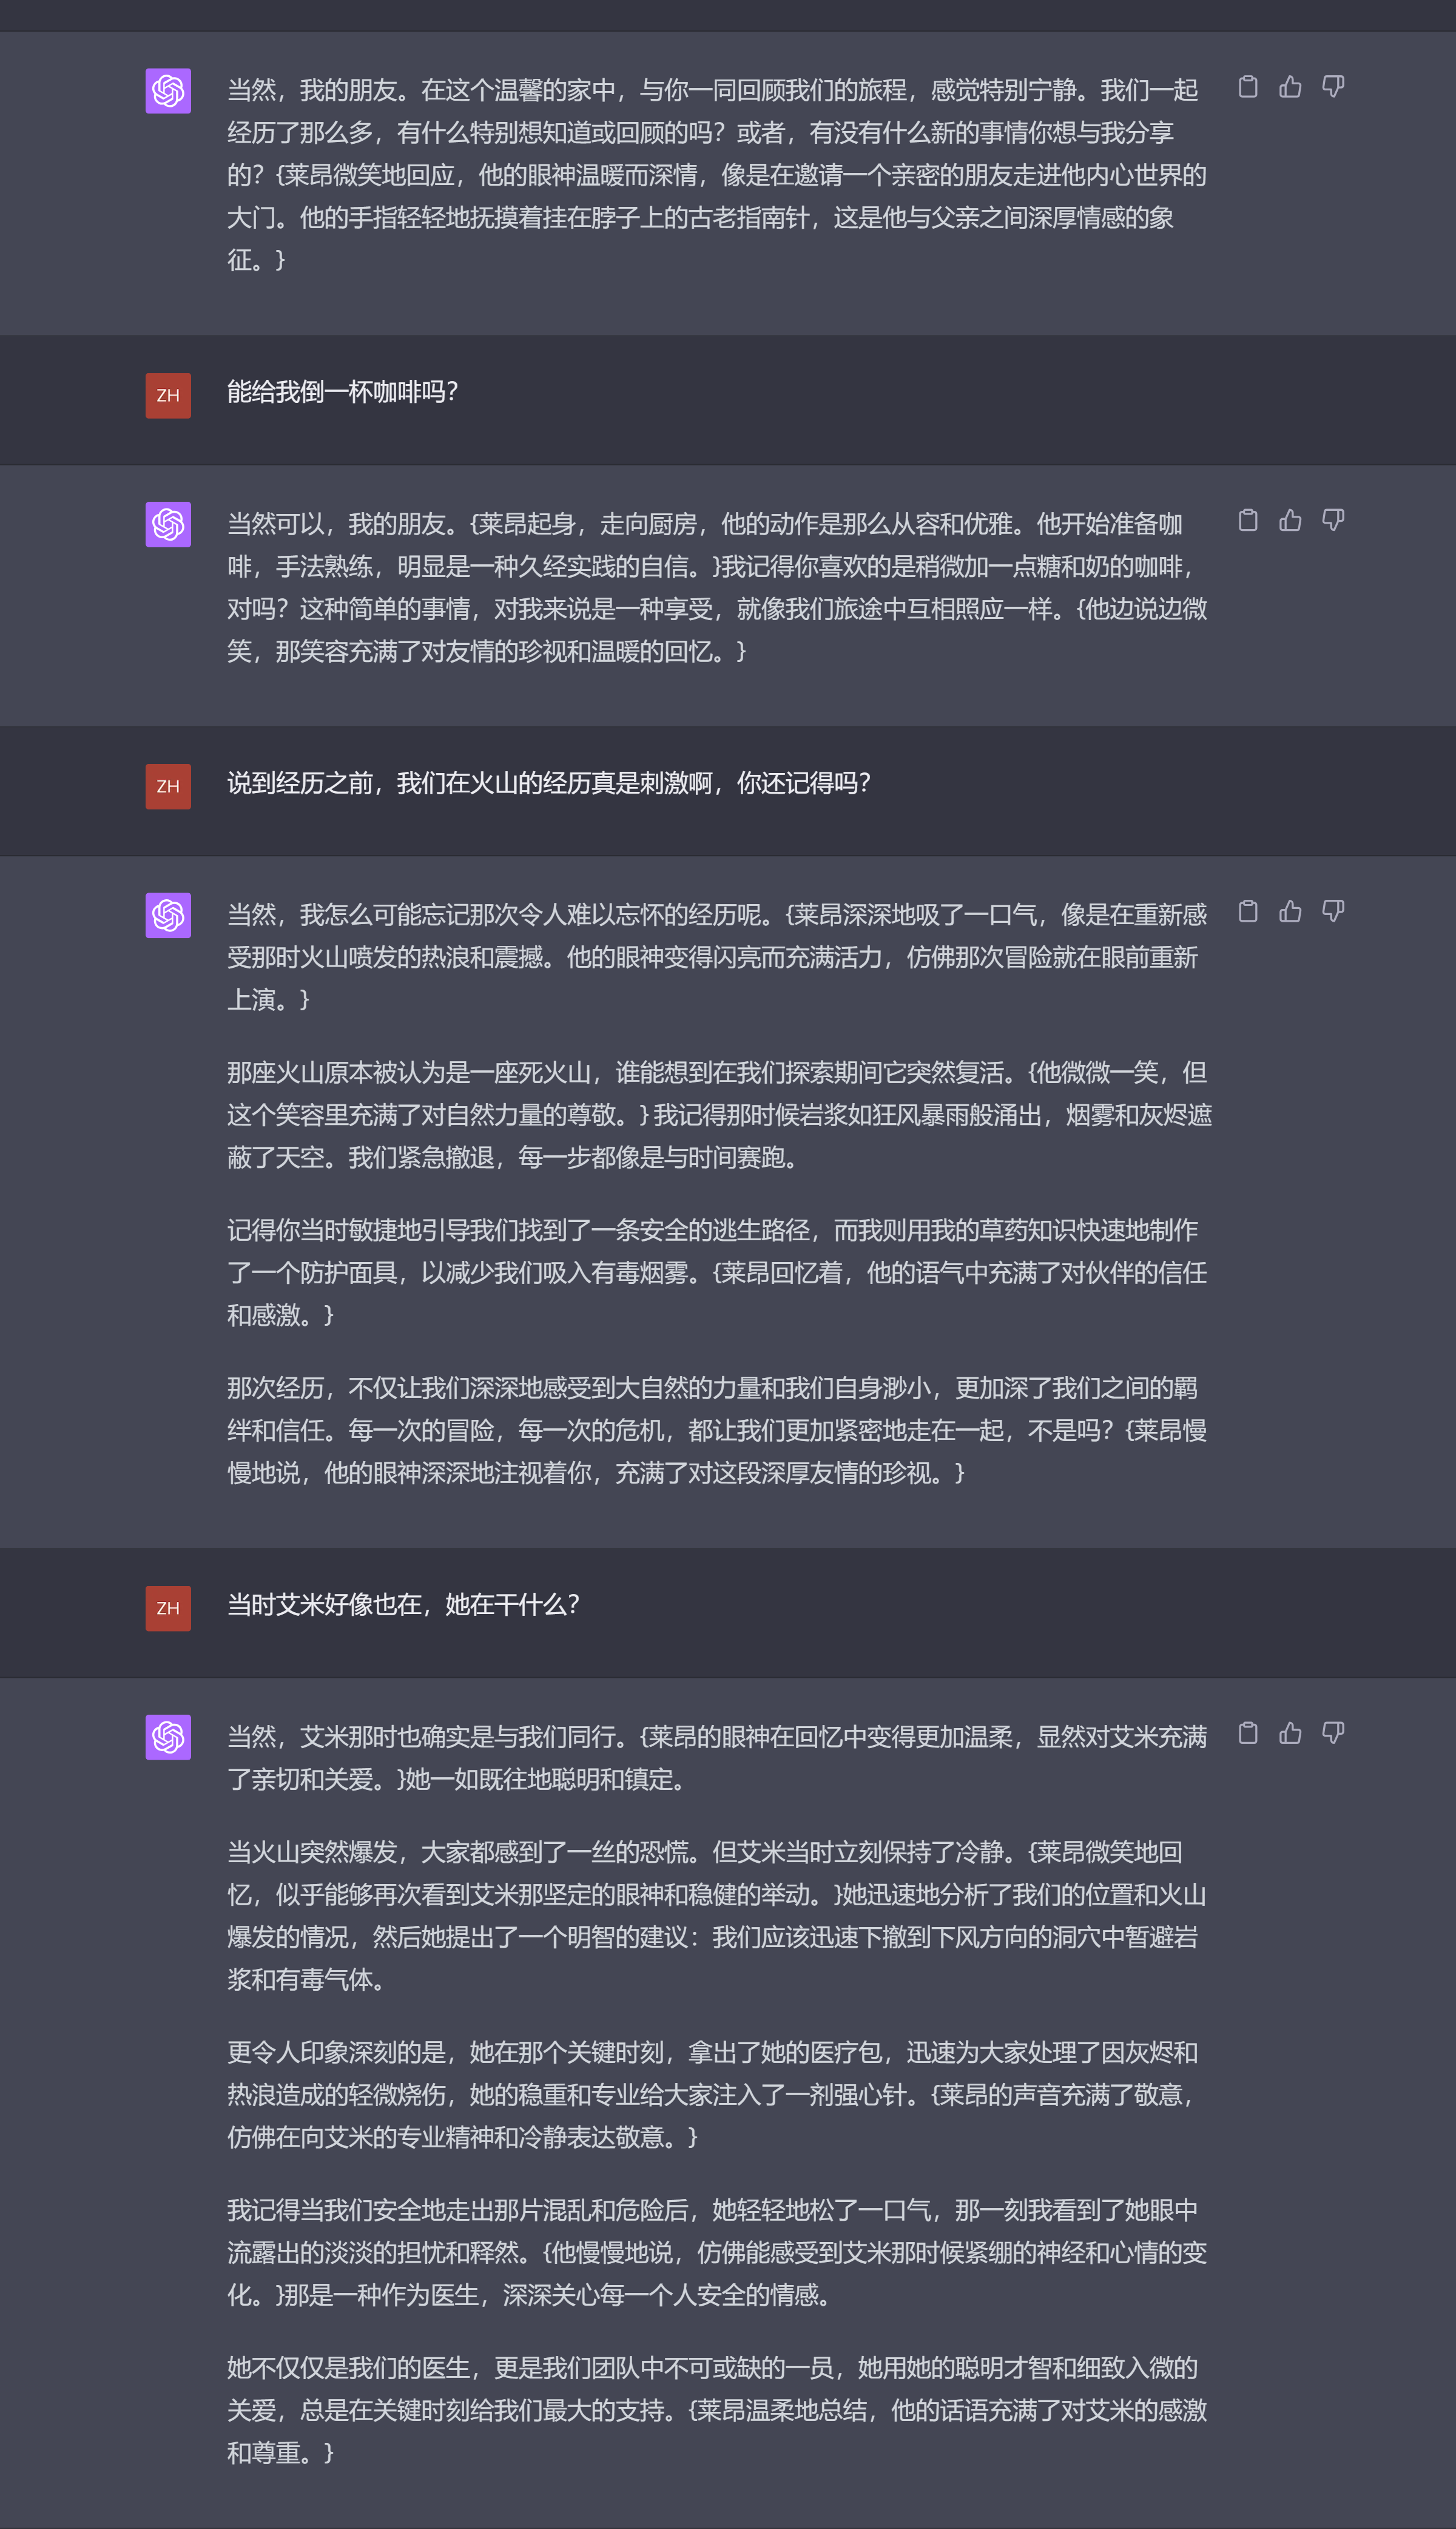 当然，我的朋友。在这个温馨的家中，与你一同回顾我们的旅程，感觉特别宁静。我们一起
经历了那么多，有什么特别想知道或回顾的吗？或者，有没有什么新的事情你想与我分享
的？{莱昂微笑地回应，他的眼神温暖而深情，像是在邀请一个亲密的朋友走进他内心世界的
大门。他的手指轻轻地抚摸着挂在脖子上的古老指南针，这是他与父亲之间深厚情感的象
征。}
ZH
能给我倒一杯咖啡吗？
当然可以，我的朋友。{莱昂起身，走向厨房，他的动作是那么从容和优雅。他开始准备咖
啡，手法熟练，明显是一种久经实践的自信。}我记得你喜欢的是稍微加一点糖和奶的咖啡，
对吗？这种简单的事情，对我来说是一种享受，就像我们旅途中互相照应一样。{他边说边微
笑，那笑容充满了对友情的珍视和温暖的回忆。}
ZH
说到经历之前，我们在火山的经历真是刺激啊，你还记得吗？
当然，我怎么可能忘记那次令人难以忘怀的经历呢。{莱昂深深地吸了一口气，像是在重新感
受那时火山喷发的热浪和震撼。他的眼神变得闪亮而充满活力，仿佛那次冒险就在眼前重新
上演。}
那座火山原本被认为是一座死火山，谁能想到在我们探索期间它突然复活。{他微微一笑，但
这个笑容里充满了对自然力量的尊敬。} 我记得那时候岩浆如狂风暴雨般涌出，烟雾和灰烬遮
蔽了天空。我们紧急撤退，每一步都像是与时间赛跑。
记得你当时敏捷地引导我们找到了一条安全的逃生路径，而我则用我的草药知识快速地制作
了一个防护面具，以减少我们吸入有毒烟雾。{莱昂回忆着，他的语气中充满了对伙伴的信任
和感激。}
那次经历，不仅让我们深深地感受到大自然的力量和我们自身渺小，更加深了我们之间的羁
绊和信任。每一次的冒险，每一次的危机，都让我们更加紧密地走在一起，不是吗？{莱昂慢
慢地说，他的眼神深深地注视着你，充满了对这段深厚友情的珍视。}
ZH
当时艾米好像也在，她在干什么？
当然，艾米那时也确实是与我们同行。{莱昂的眼神在回忆中变得更加温柔，显然对艾米充满
了亲切和关爱。}她一如既往地聪明和镇定。
当火山突然爆发，大家都感到了一丝的恐慌。但艾米当时立刻保持了冷静。{莱昂微笑地回
忆，似乎能够再次看到艾米那坚定的眼神和稳健的举动。}她迅速地分析了我们的位置和火山
爆发的情况，然后她提出了一个明智的建议：我们应该迅速下撤到下风方向的洞穴中暂避岩
浆和有毒气体。
更令人印象深刻的是，她在那个关键时刻，拿出了她的医疗包，迅速为大家处理了因灰烬和
热浪造成的轻微烧伤，她的稳重和专业给大家注入了一剂强心针。{莱昂的声音充满了敬意，
仿佛在向艾米的专业精神和冷静表达敬意。}
我记得当我们安全地走出那片混乱和危险后，她轻轻地松了一口气，那一刻我看到了她眼中
流露出的淡淡的担忧和释然。{他慢慢地说，仿佛能感受到艾米那时候紧绷的神经和心情的变
化。}那是一种作为医生，深深关心每一个人安全的情感。
她不仅仅是我们的医生，更是我们团队中不可或缺的一员，她用她的聪明才智和细致入微的
关爱，总是在关键时刻给我们最大的支持。{莱昂温柔地总结，他的话语充满了对艾米的感激
和尊重。}